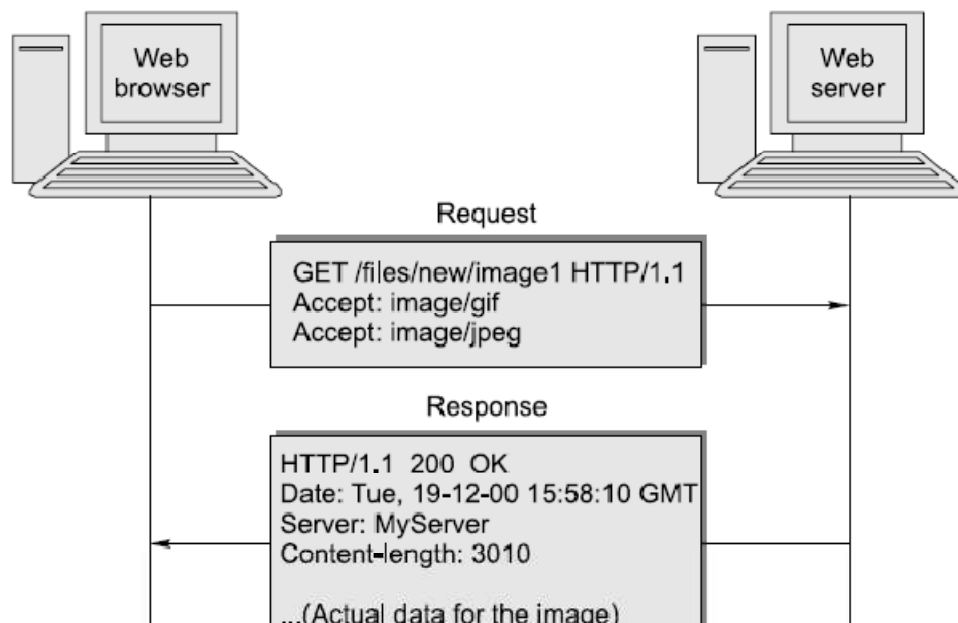 Web
browser
Web
server
Request
GET /files/new/image1 HTTP/1.1
Accept: image/gif
Accept: image/jpeg
Response
HTTP/1.1 200 OK
Date: Tue, 19-12-00 15:58:10 GMT
Server: MyServer
Content-length: 3010
...(Actual data for the image)